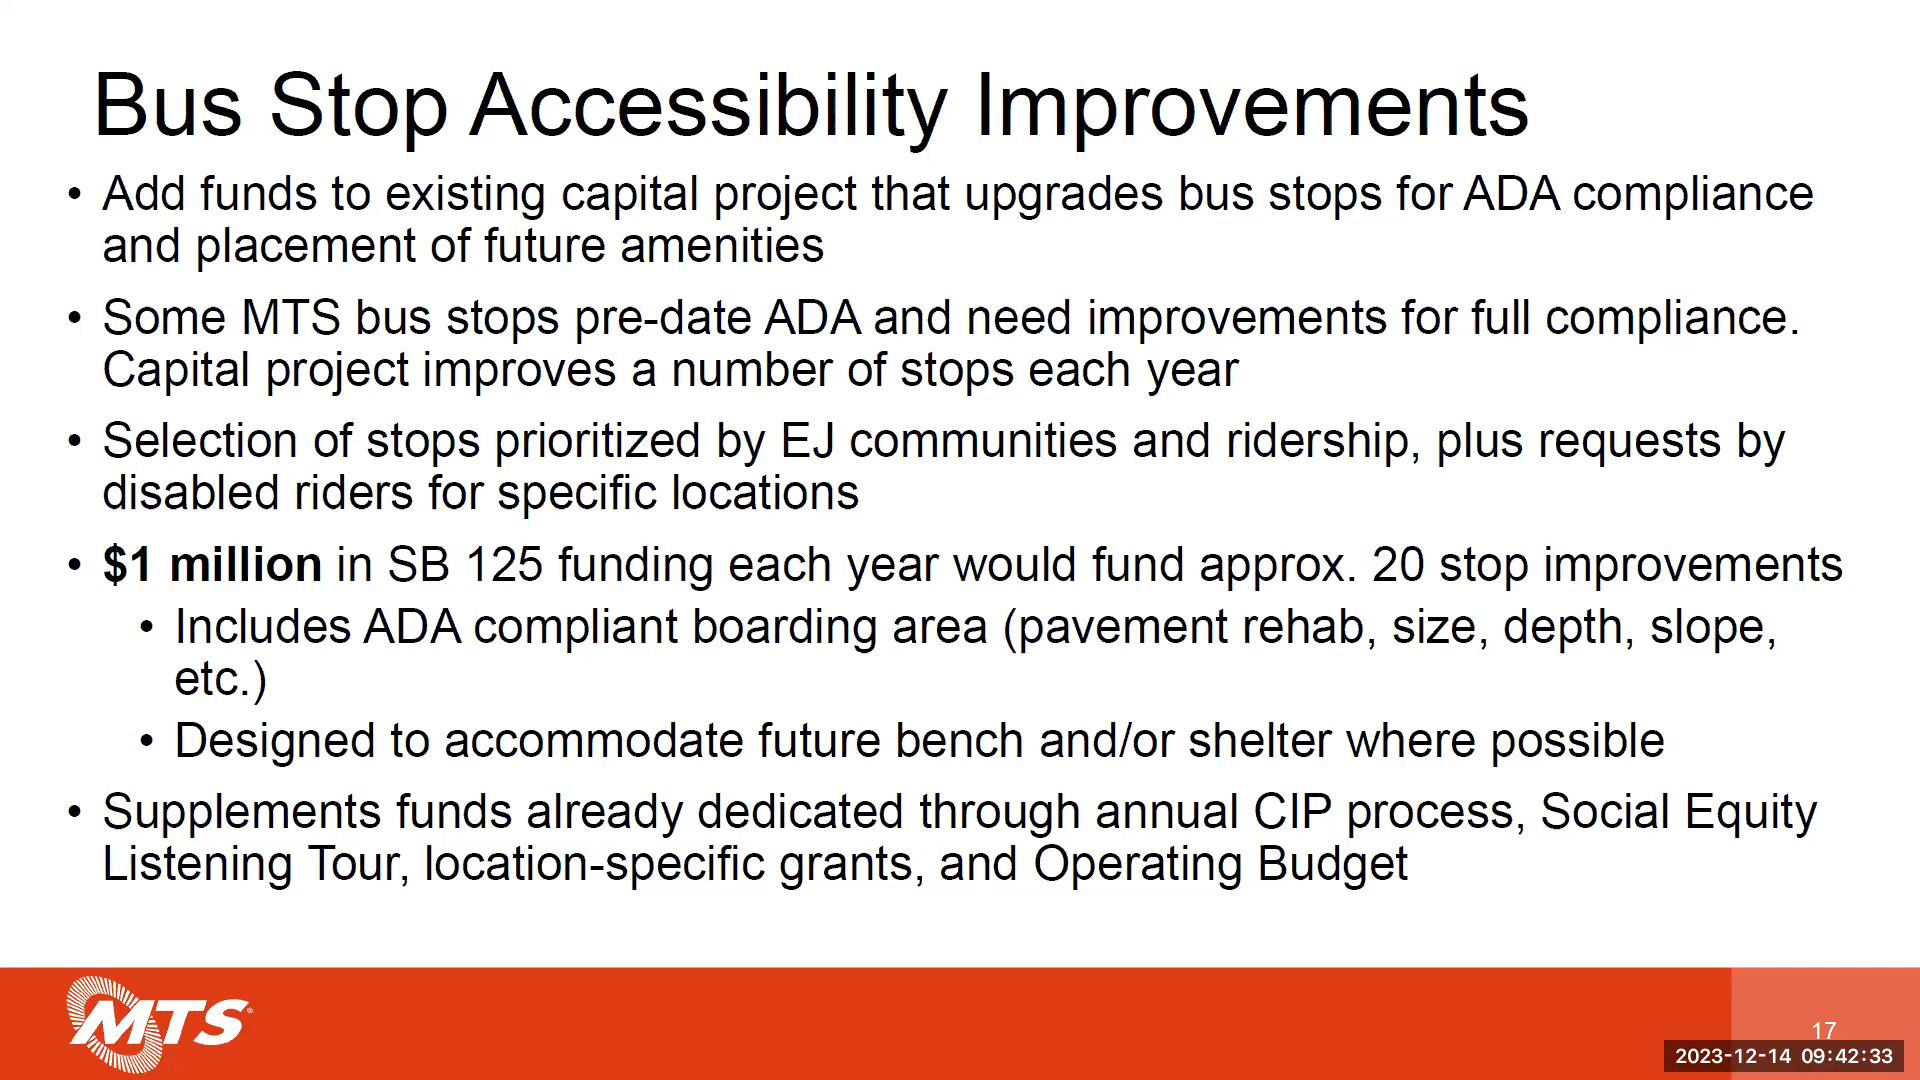 Bus Stop Accessibility Improvements
• Add funds to existing capital project that upgrades bus stops for ADA compliance
and placement of future amenities
• Some MTS bus stops pre-date ADA and need improvements for full compliance.
Capital project improves a number of stops each year
• Selection of stops prioritized by EJ communities and ridership, plus requests by
disabled riders for specific locations
• $1 million in SB 125 funding each year would fund approx. 20 stop improvements
• Includes ADA compliant boarding area (pavement rehab, size, depth, slope,
etc.)
• Designed to accommodate future bench and/or shelter where possible
• Supplements funds already dedicated through annual CIP process, Social Equity
Listening Tour, location-specific grants, and Operating Budget
MTS®
17
2023-12-14 09:42:33